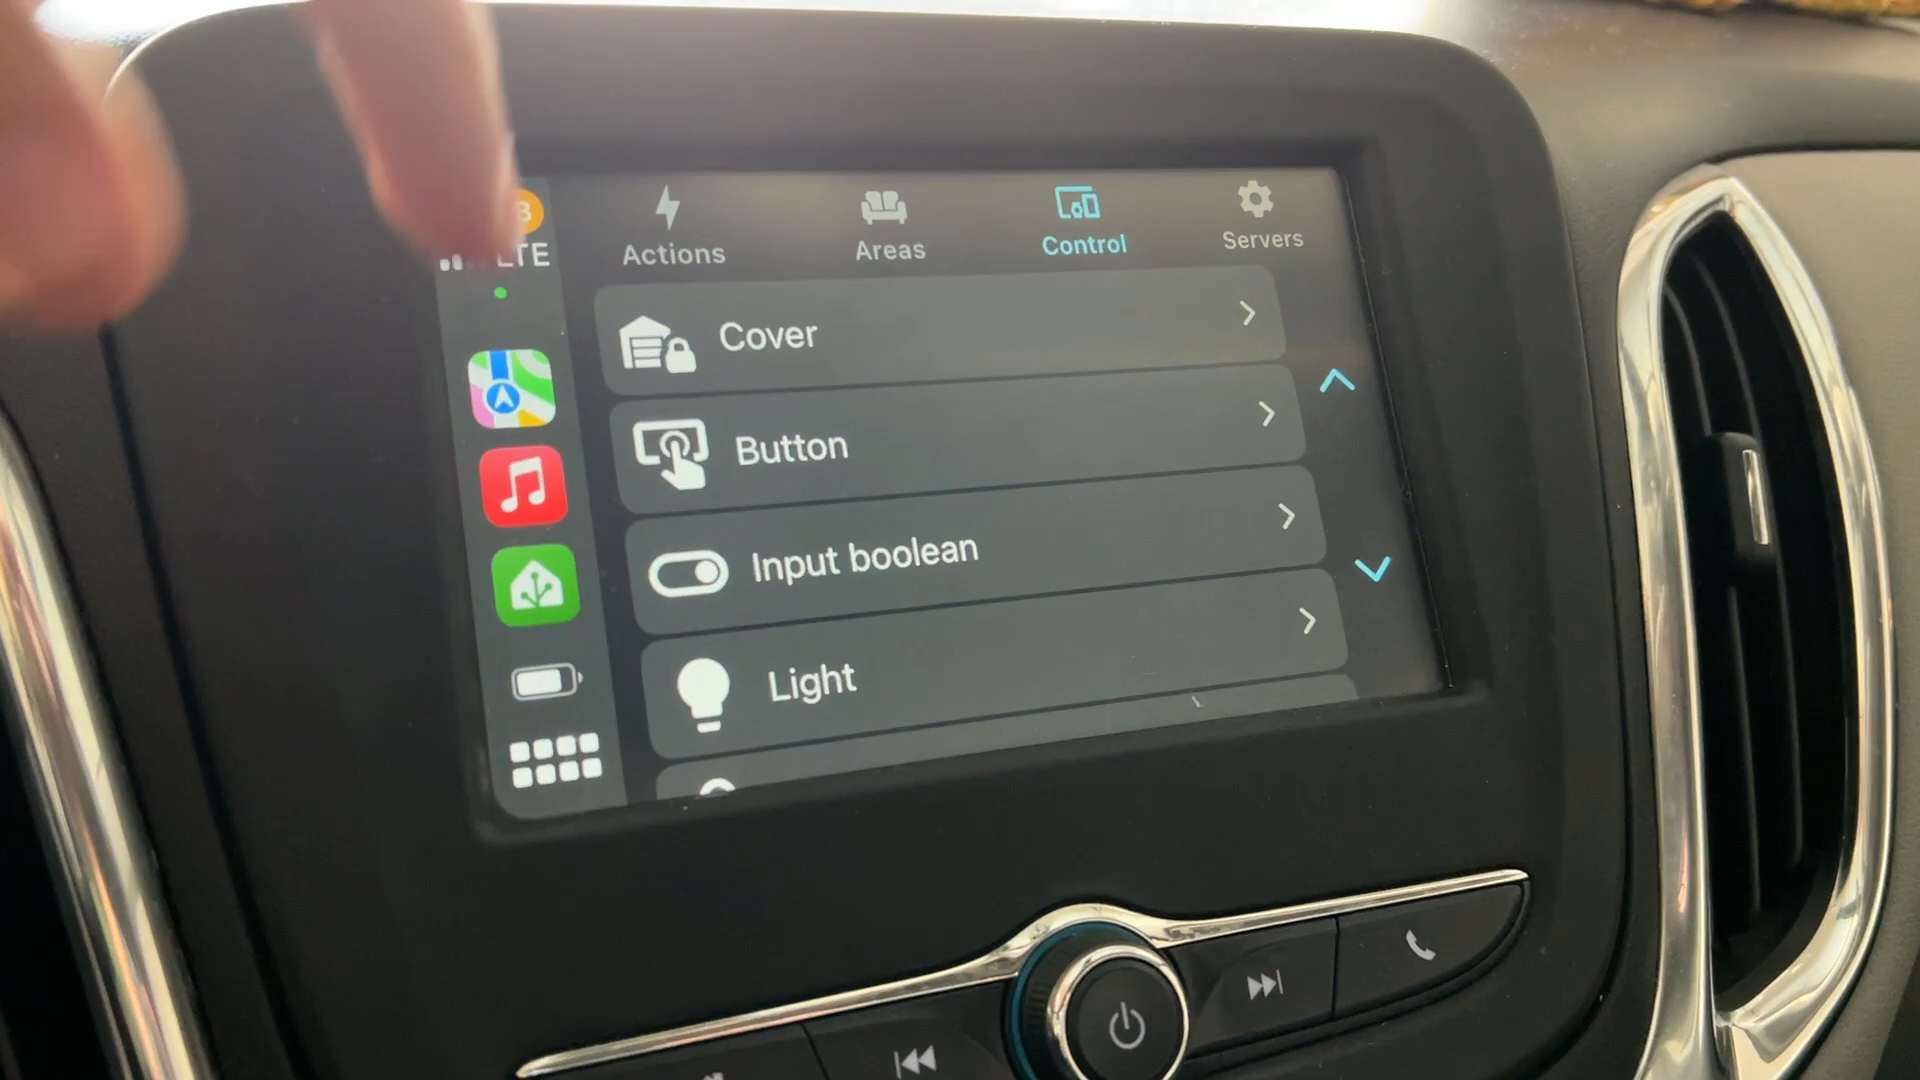 Actions
Areas
Control
Servers
LTE
Cover
Button
Input boolean
Light